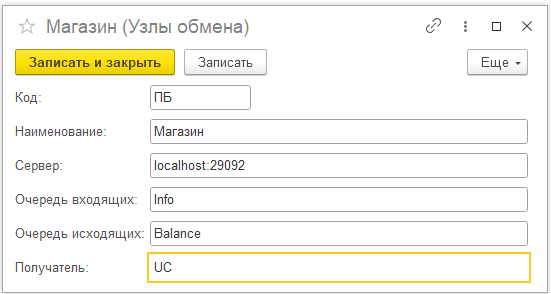 Магазин (Узлы обмена)
Записать и закрыть Записать Еще
Код: ПБ
Наименование: Магазин
Сервер: localhost:29092
Очередь входящих: Info
Очередь исходящих: Balance
Получатель: UC